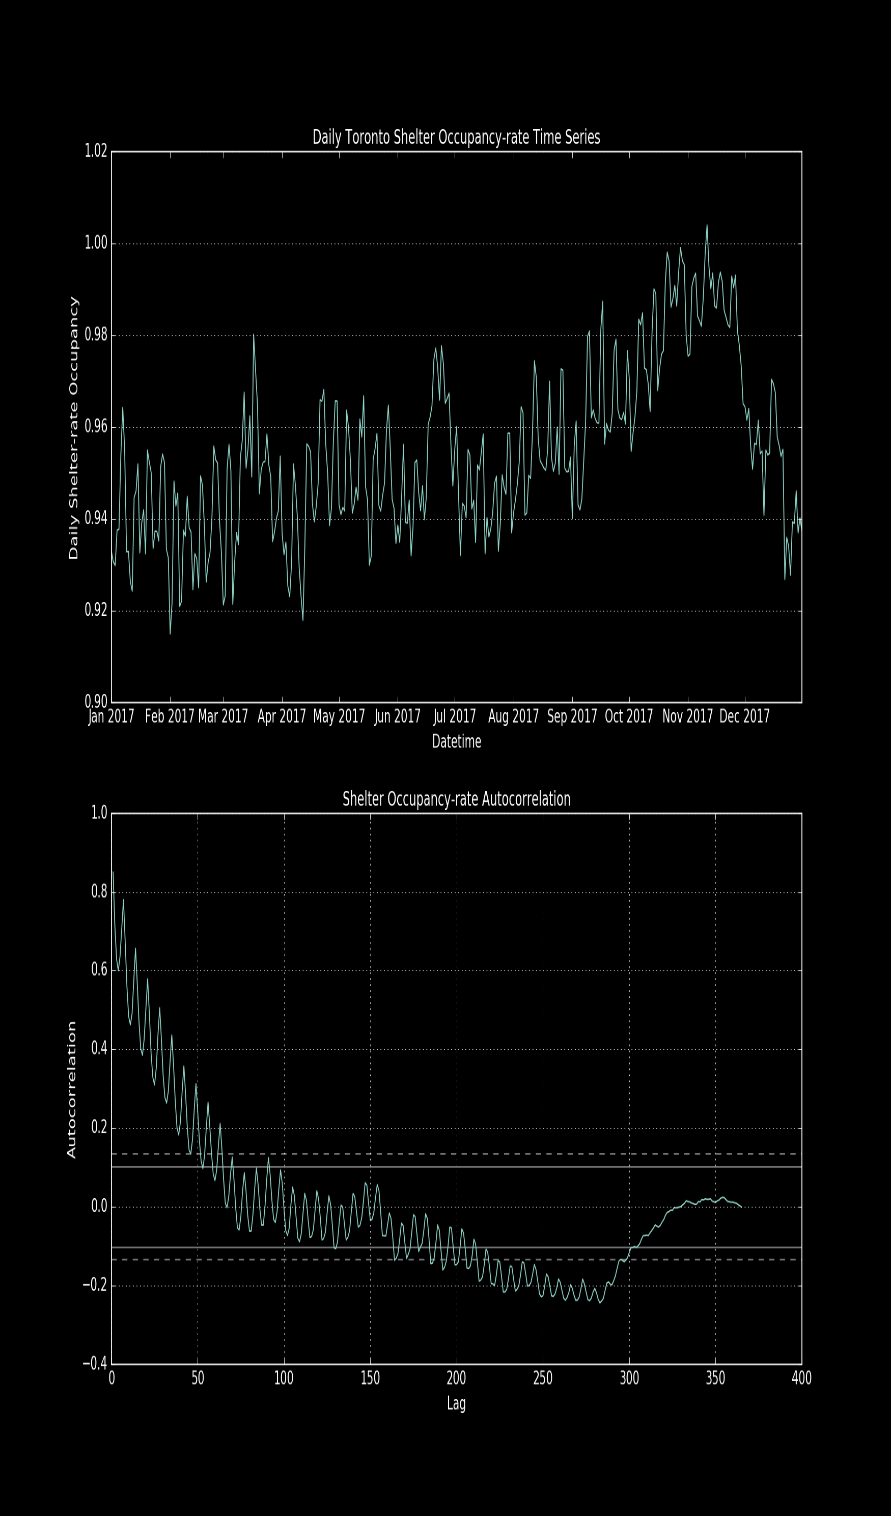 Daily Toronto Shelter Occupancy-rate Time Series
1.02
1.00
0.98
0.96
0.94
0.92
0.90
Daily Shelter-rate Occupancy
Jan 2017 Feb 2017 Mar 2017 Apr 2017 May 2017 Jun 2017 Jul 2017 Aug 2017 Sep 2017 Oct 2017 Nov 2017 Dec 2017
Datetime
Shelter Occupancy-rate Autocorrelation
1.0
0.8
0.6
0.4
0.2
0.0
−0.2
−0.4
Autocorrelation
0 50 100 150 200 250 300 350 400
Lag